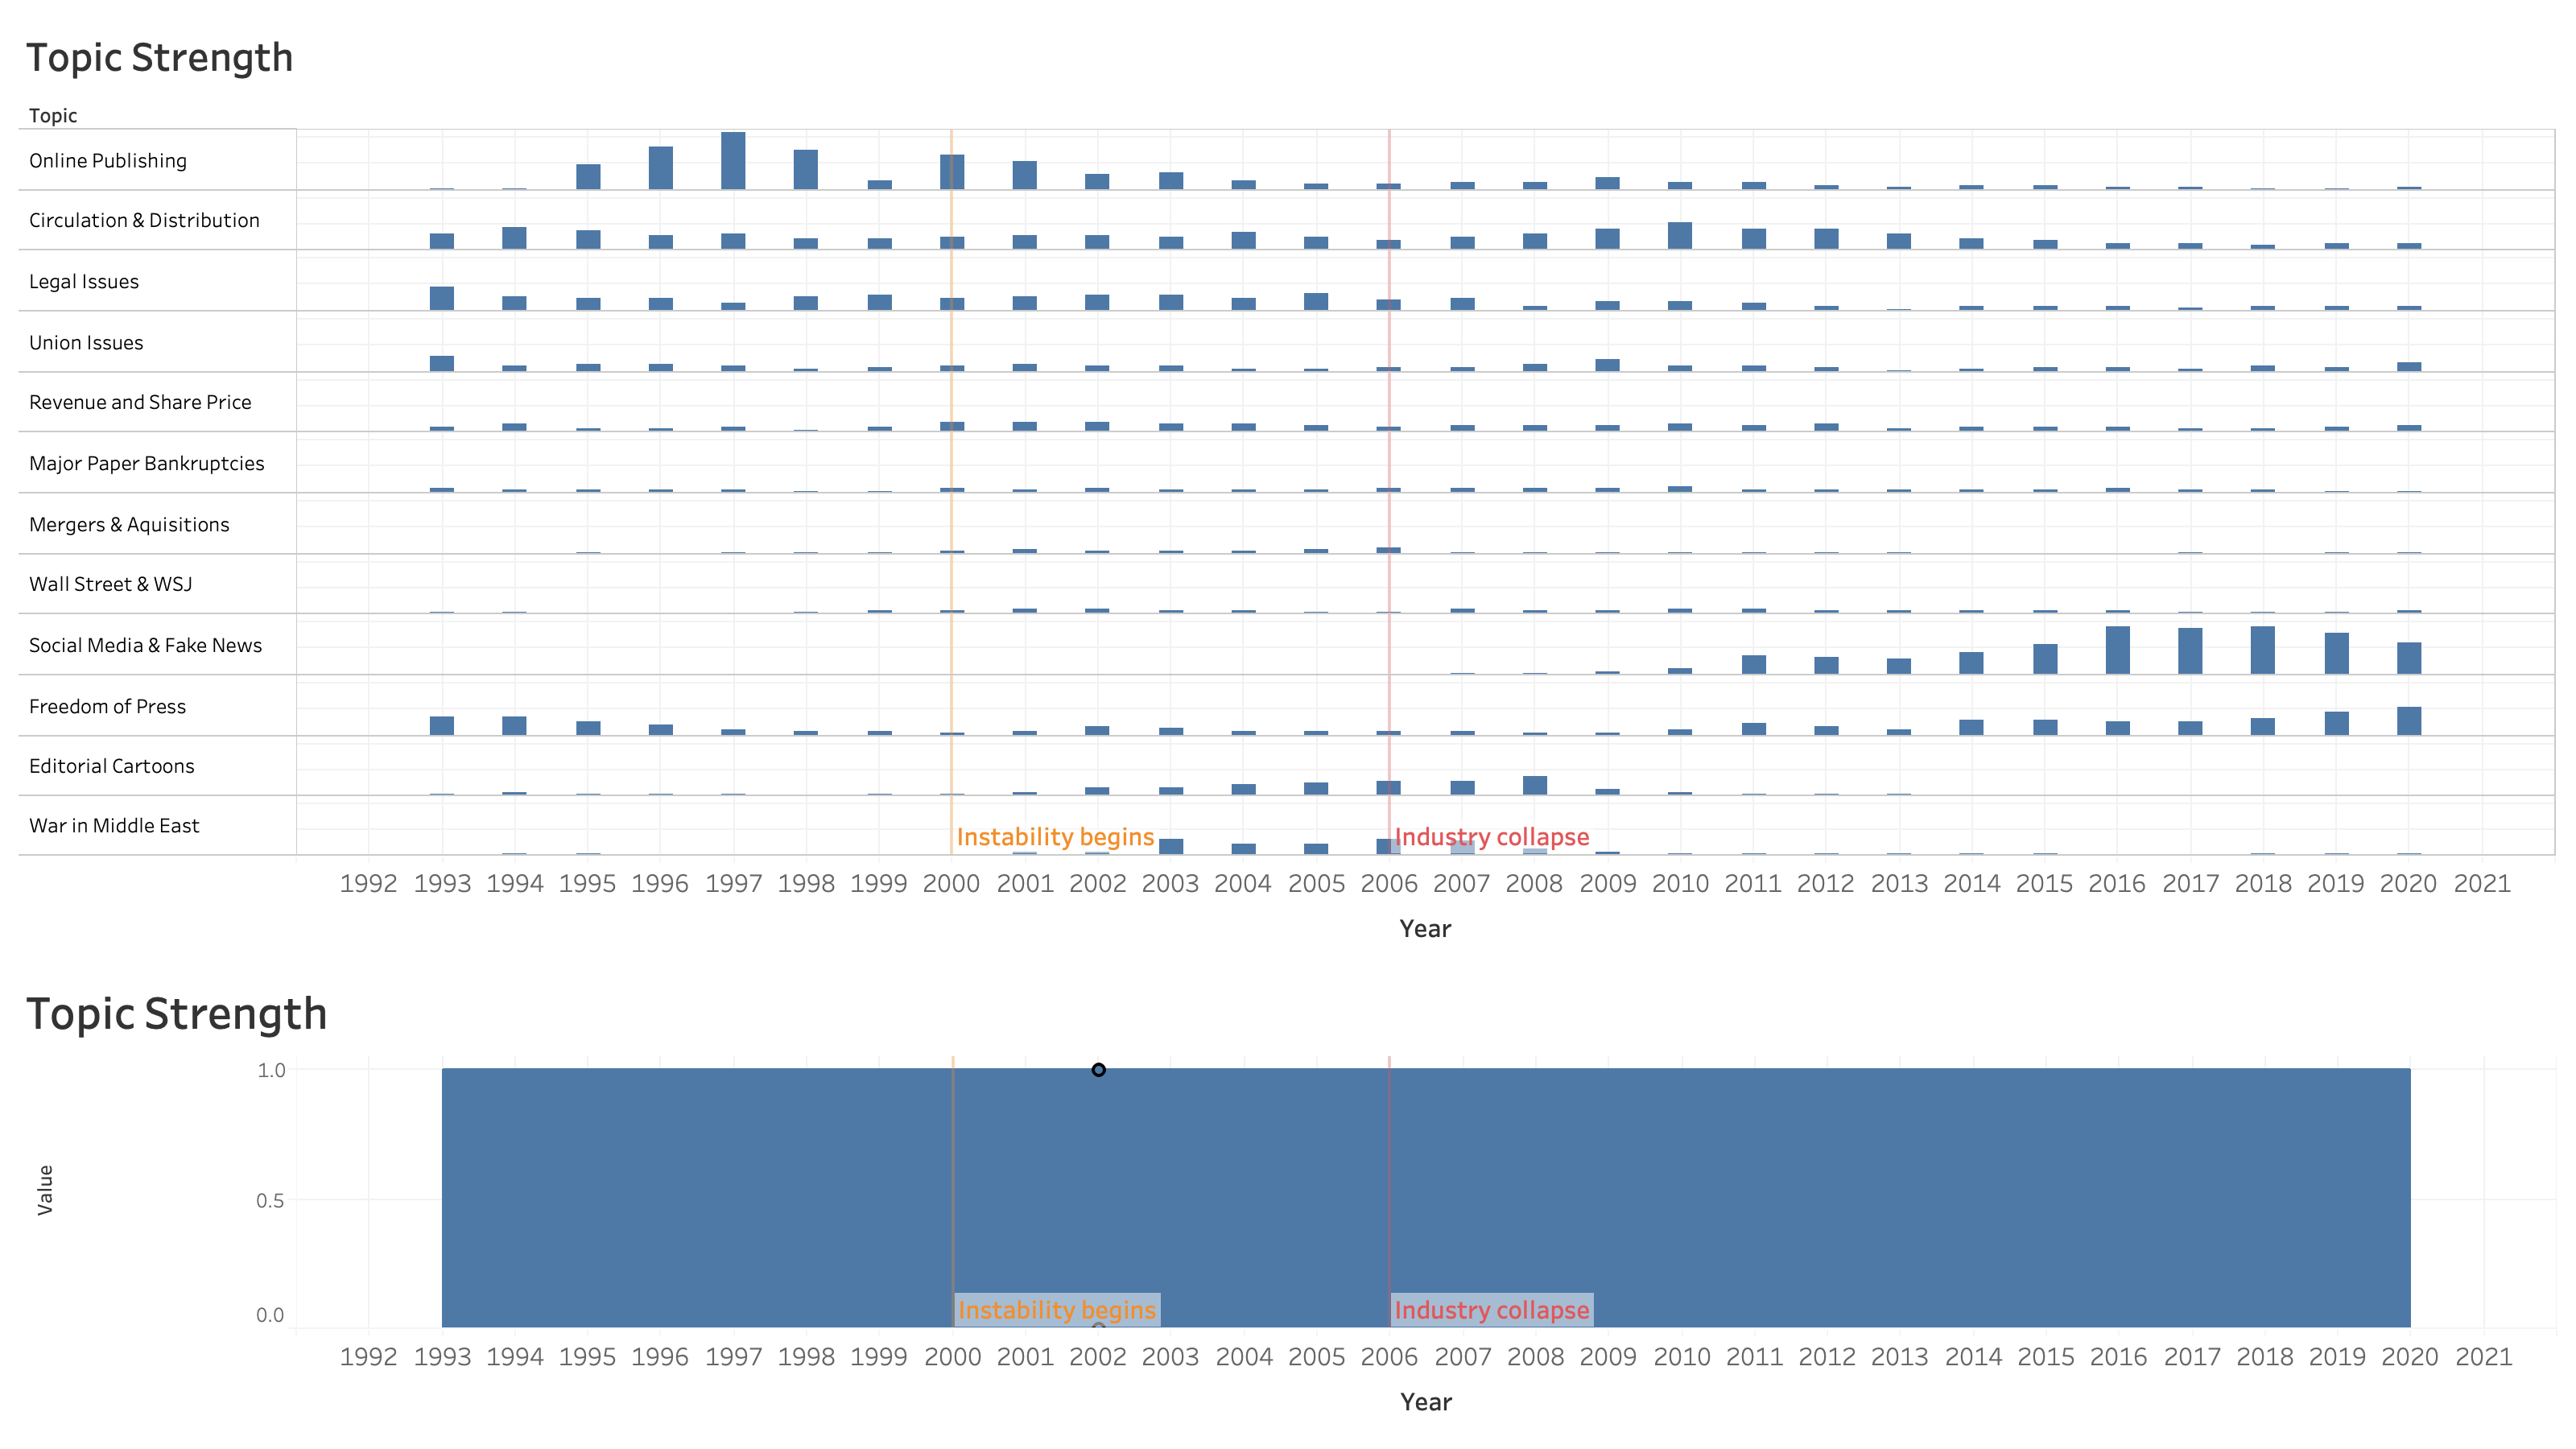 Topic Strength
Topic
Online Publishing
Circulation & Distribution
Legal Issues
Union Issues
Revenue and Share Price
Major Paper Bankruptcies
Mergers & Aquisitions
Wall Street & WSJ
Social Media & Fake News
Freedom of Press
Editorial Cartoons
War in Middle East
Instability begins
Industry collapse
1992 1993 1994 1995 1996 1997 1998 1999 2000 2001 2002 2003 2004 2005 2006 2007 2008 2009 2010 2011 2012 2013 2014 2015 2016 2017 2018 2019 2020 2021
Year
Topic Strength
1.0
0.5
0.0
Value
Instability begins
Industry collapse
1992 1993 1994 1995 1996 1997 1998 1999 2000 2001 2002 2003 2004 2005 2006 2007 2008 2009 2010 2011 2012 2013 2014 2015 2016 2017 2018 2019 2020 2021
Year